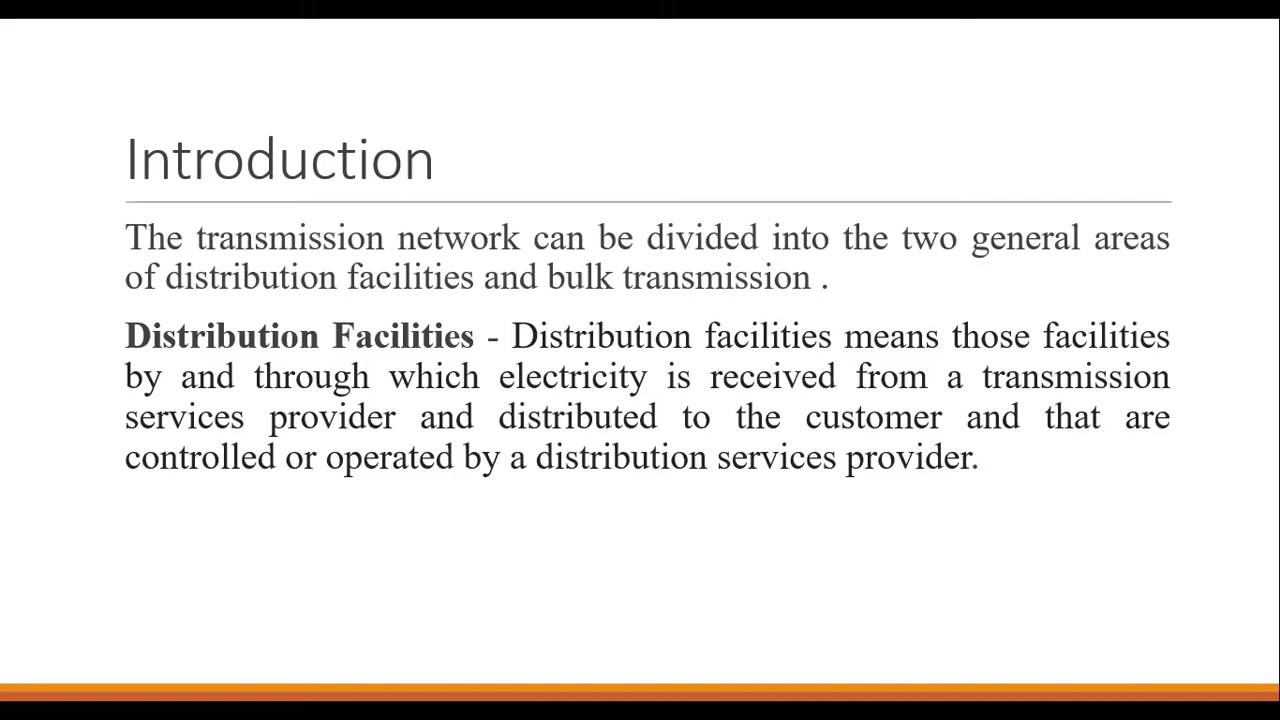 Introduction
The transmission network can be divided into the two general areas
of distribution facilities and bulk transmission .
Distribution Facilities - Distribution facilities means those facilities
by and through which electricity is received from a transmission
services provider and distributed to the customer and that are
controlled or operated by a distribution services provider.